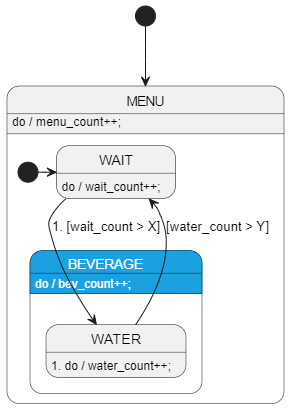 MENU
do / menu_count++;
WAIT
do / wait_count++;
1. [wait_count > X] [water_count > Y]
BEVERAGE
do / bev_count++;
WATER
1. do / water_count++;